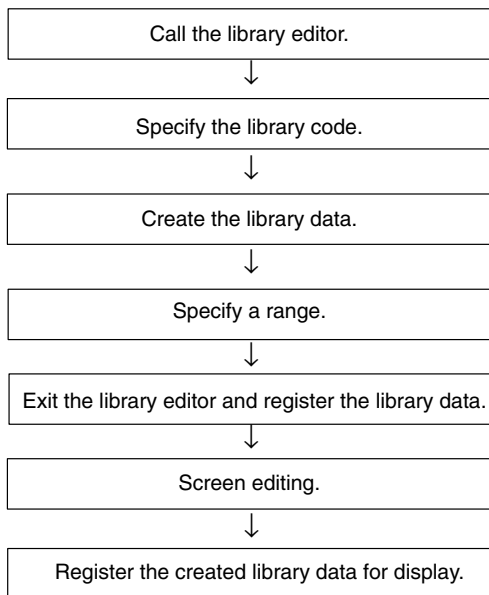 Call the library editor.
Specify the library code.
Create the library data.
Specify a range.
Exit the library editor and register the library data.
Screen editing.
Register the created library data for display.